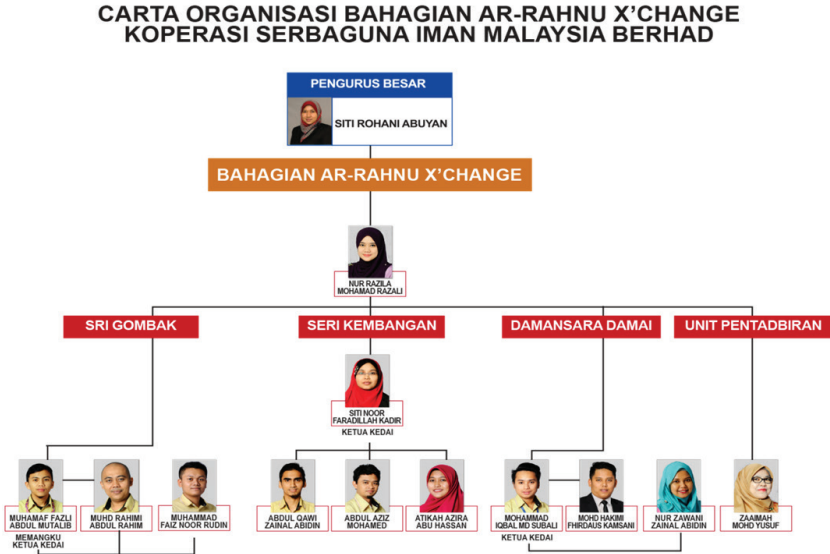 CARTA ORGANISASI BAHAGIAN AR-RAHNU X’CHANGE
KOPERASI SERBAGUNA IMAN MALAYSIA BERHAD
PENGURUS BESAR
SITI ROHANI ABUYAN
BAHAGIAN AR-RAHNU X’CHANGE
NUR RAZILA
MOHAMAD RAZALI
SRI GOMBAK
SERI KEMBANGAN
DAMANSARA DAMAI
UNIT PENTADBIRAN
SITI NOOR
FARADILLAH KADIR
KETUA KEDAI
MUHAMAF FAZLI
ABDUL MUTALIB
MEMANGKU
KETUA KEDAI
MUHD RAHIMI
ABDUL RAHIM
MUHAMMAD
FAIZ NOOR RUDIN
ABDUL QAWI
ZAINAL ABIDIN
ABDUL AZIZ
MOHAMED
ATIKAH AZIRA
ABU HASSAN
MOHAMMAD
IQBAL MD SUBALI
KETUA KEDAI
MOHD HAKIMI
FHIRDAUS KAMSANI
NUR ZAWANI
ZAINAL ABIDIN
ZAAIMAH
MOHD YUSUF